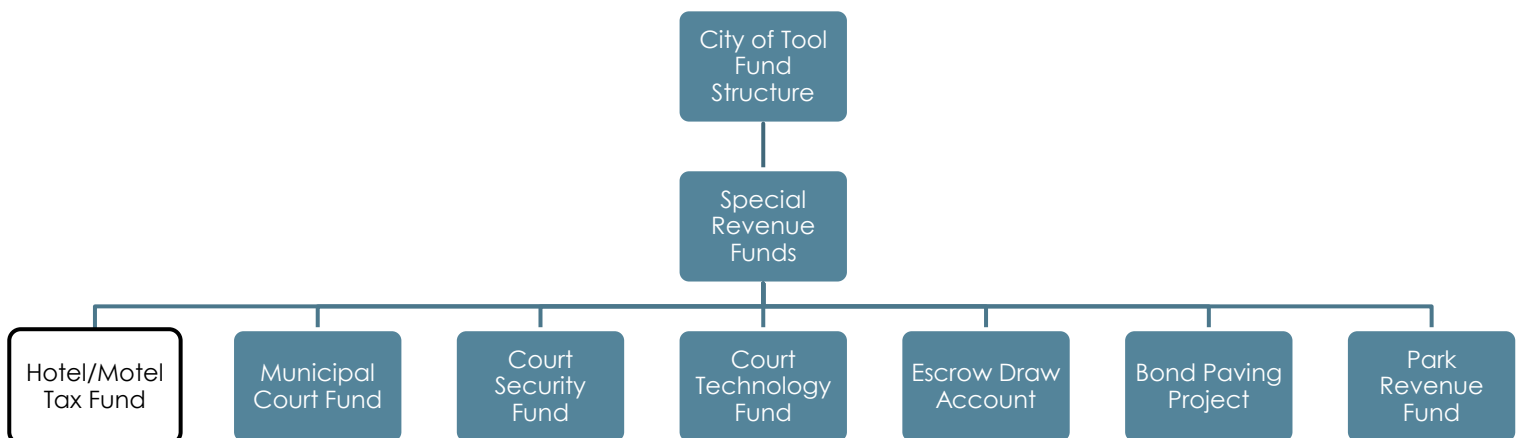 City of Tool
Fund
Structure
Special
Revenue
Funds
Hotel/Motel
Tax Fund
Municipal
Court Fund
Court
Security
Fund
Court
Technology
Fund
Escrow Draw
Account
Bond Paving
Project
Park
Revenue
Fund